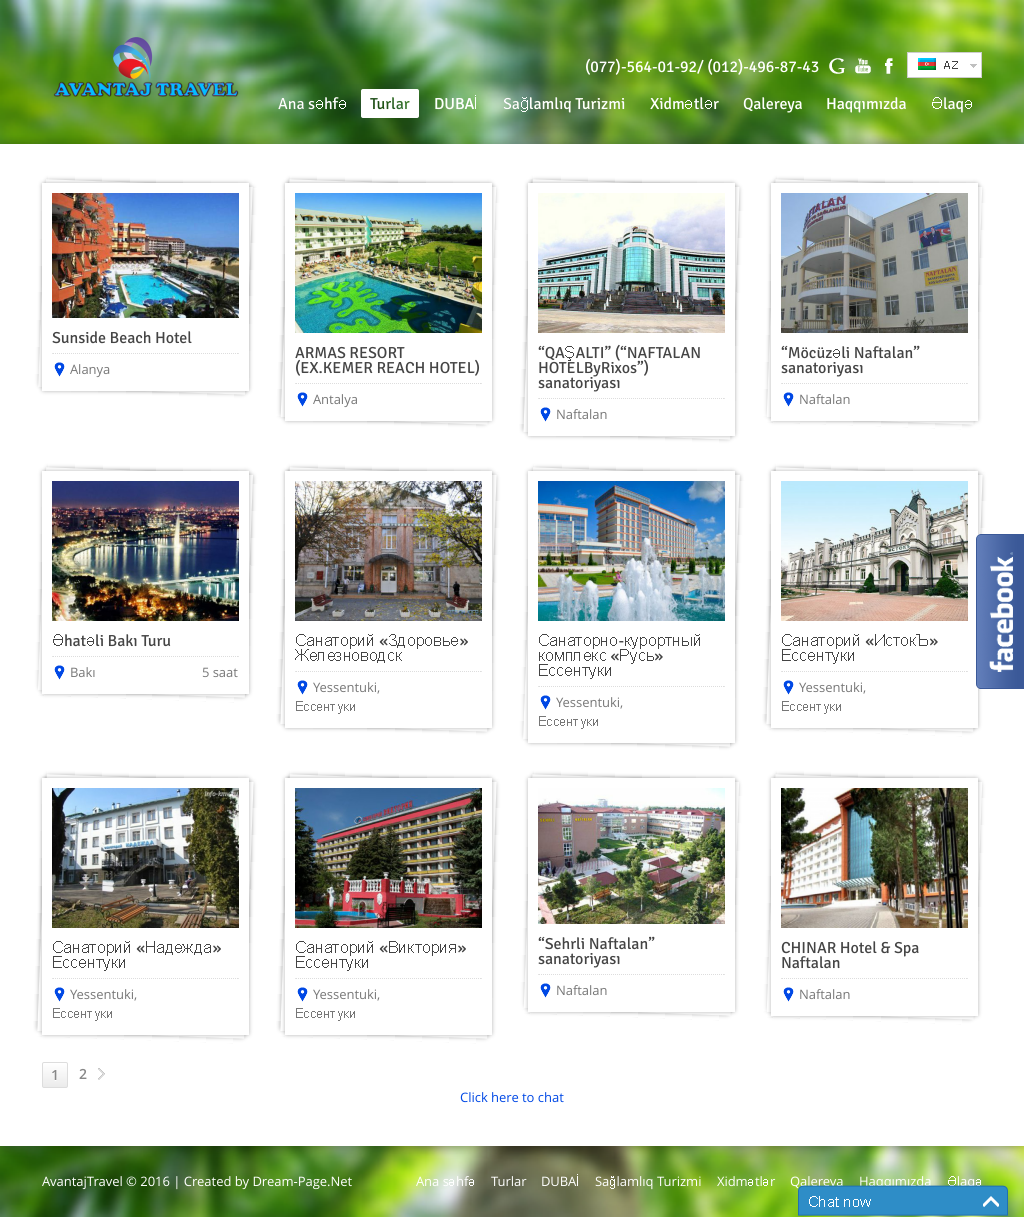 AVANTAJ TRAVEL
(077)-564-01-92/ (012)-496-87-43
You
Tube
AZ
Ana səhfə Turlar DUBAİ Sağlamlıq Turizmi Xidmətlər Qalereya Haqqımızda Əlaqə
Sunside Beach Hotel
Alanya
ARMAS RESORT
(EX.KEMER REACH HOTEL)
Antalya
“QAŞALTI” (“NAFTALAN
HOTELByRixos”)
sanatoriyası
Naftalan
NAFTALAN
NAFTALAN
“Möcüzəli Naftalan”
sanatoriyası
Naftalan
Əhatəli Bakı Turu
Bakı 5 saat
Санаторий «Здоровье»
Железноводск
Yessentuki,
Ессентуки
Санаторно-курортный
комплекс «Русь»
Ессентуки
Yessentuki,
Ессентуки
Санаторий «ИстокЪ»
Ессентуки
Yessentuki,
Ессентуки
facebook
Санаторий «Надежда»
Ессентуки
Yessentuki,
Ессентуки
Санаторий «Виктория»
Ессентуки
Yessentuki,
Ессентуки
“Sehrli Naftalan”
sanatoriyası
Naftalan
CHINAR Hotel & Spa
Naftalan
Naftalan
1 2
Click here to chat
AvantajTravel © 2016 | Created by Dream-Page.Net
Ana səhfə Turlar DUBAİ Sağlamlıq Turizmi Xidmətlər Qalereya Haqqımızda Əlaqə
Chat now